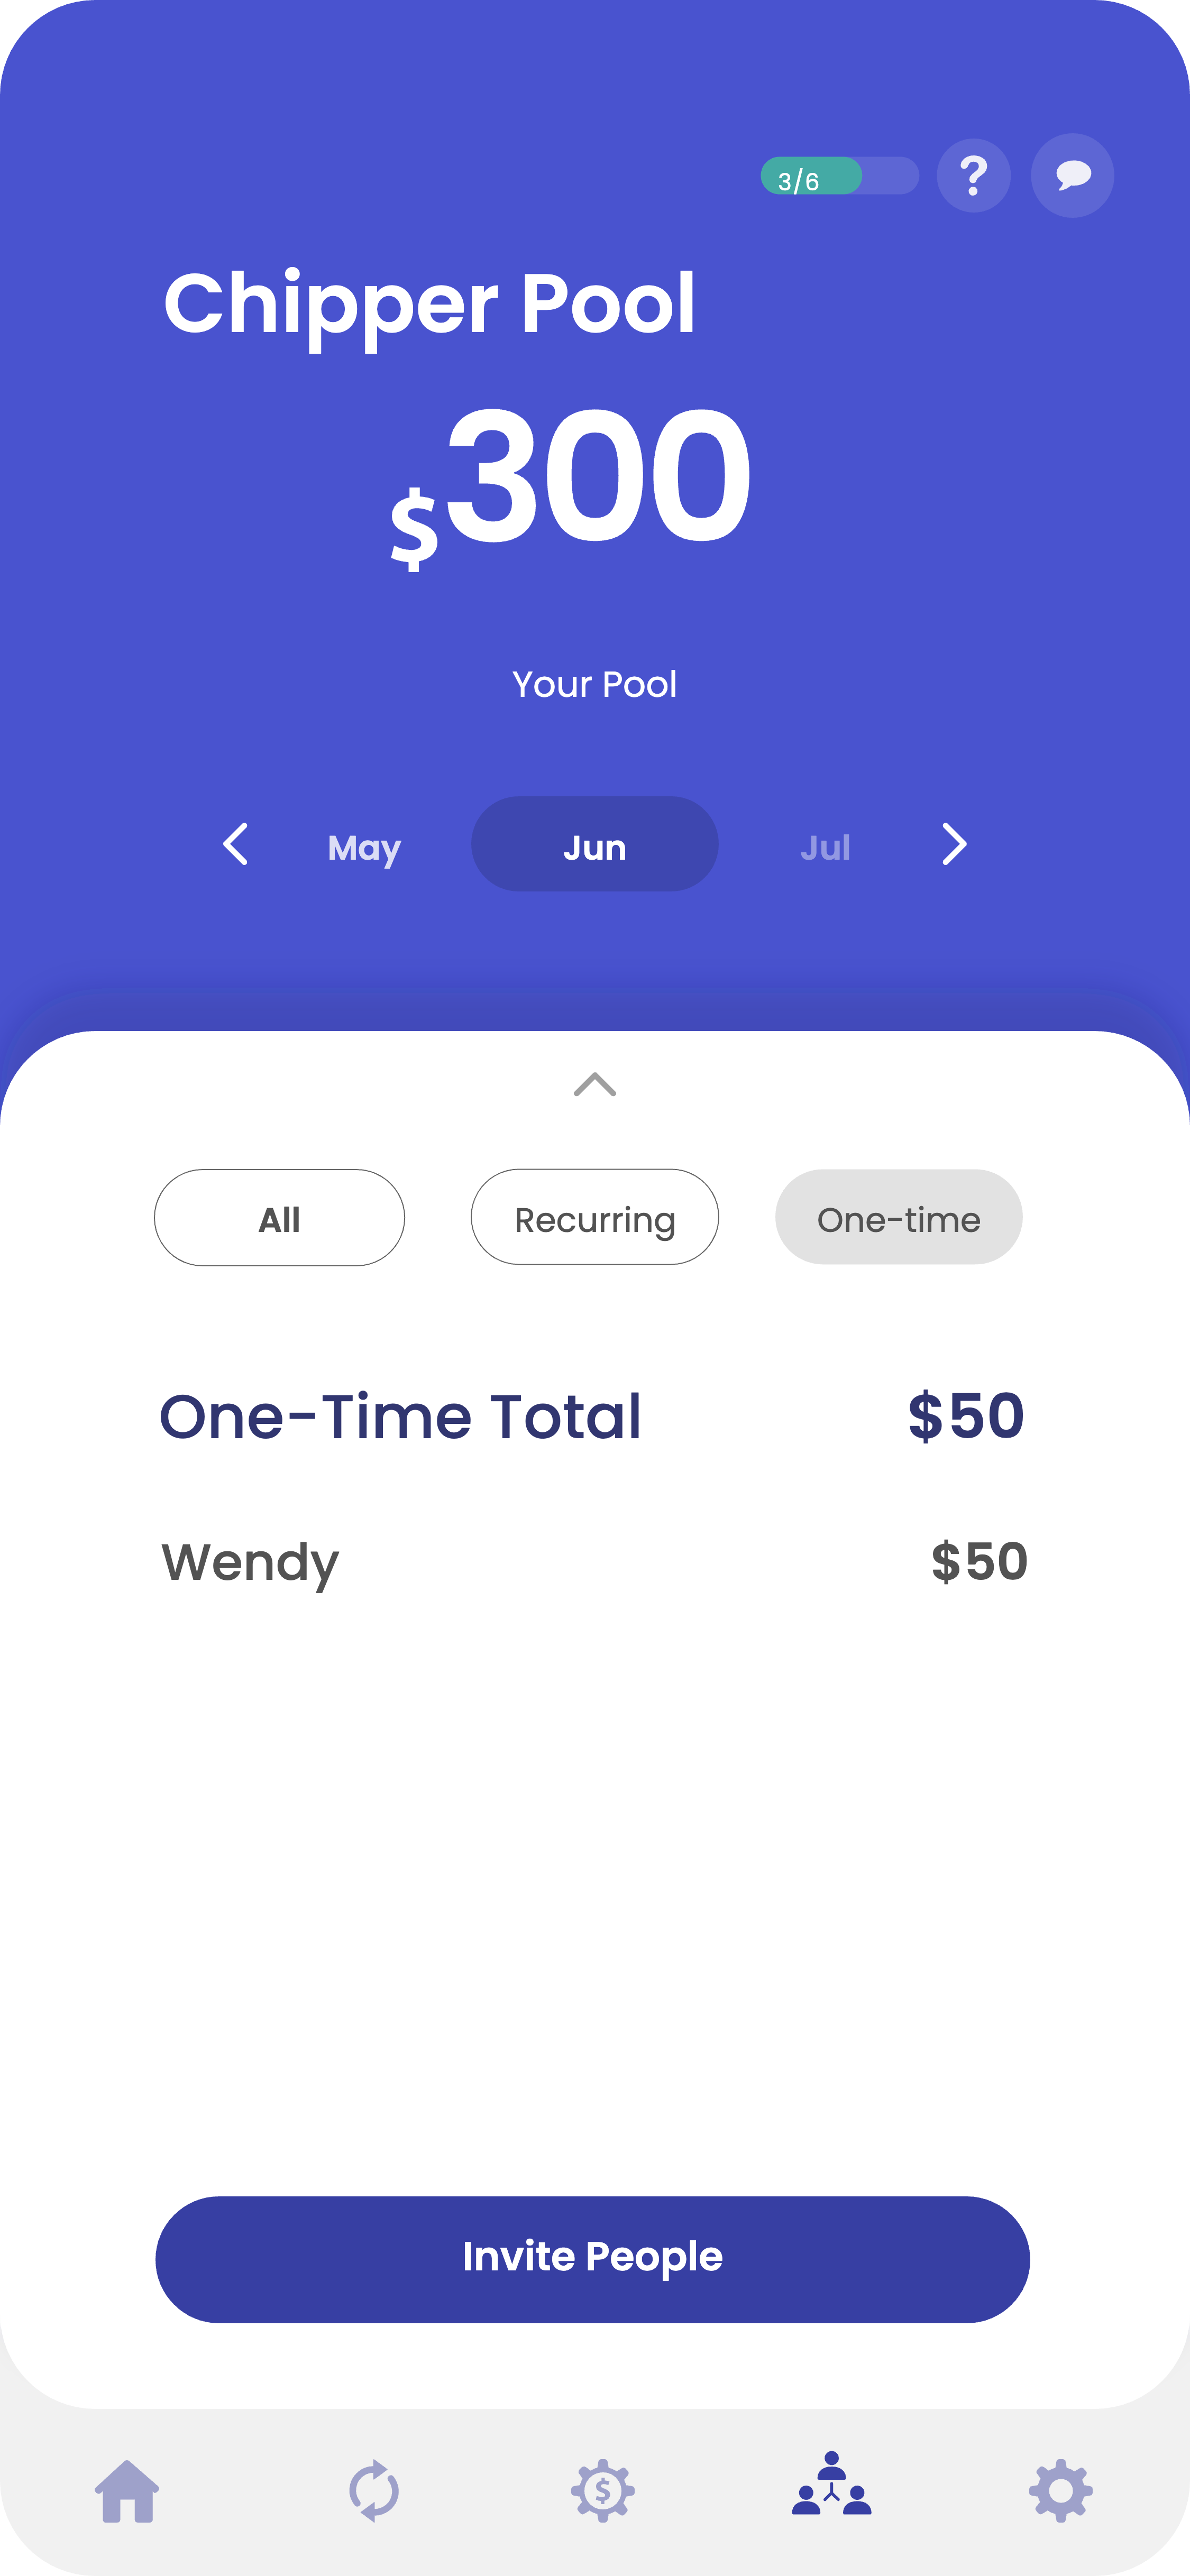 3/6 ?
Chipper Pool
$300
Your Pool
May Jun Jul
All Recurring One-time
One-Time Total $50
Wendy $50
Invite People
$